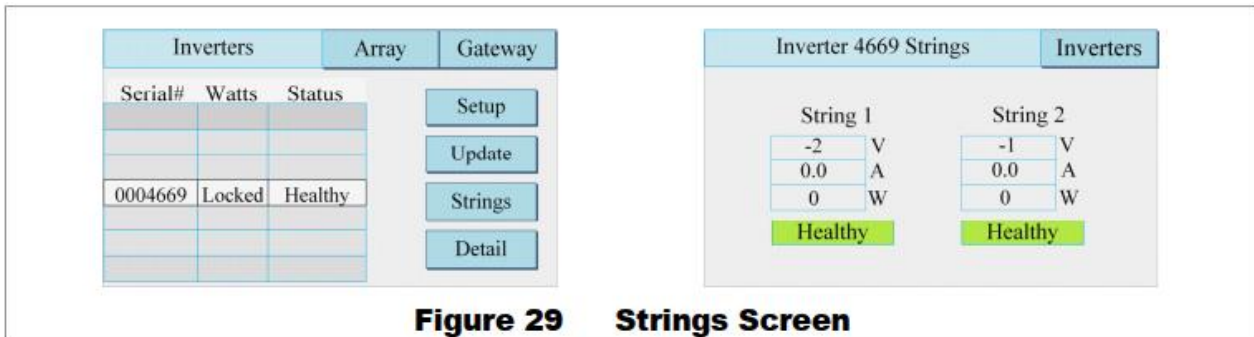 Inverters Array Gateway
Serial# Watts Status
Setup
Update
0004669 Locked Healthy
Strings
Detail
Inverter 4669 Strings Inverters
String 1 String 2
-2 V -1 V
0.0 A 0.0 A
0 W 0 W
Healthy Healthy
Figure 29 Strings Screen